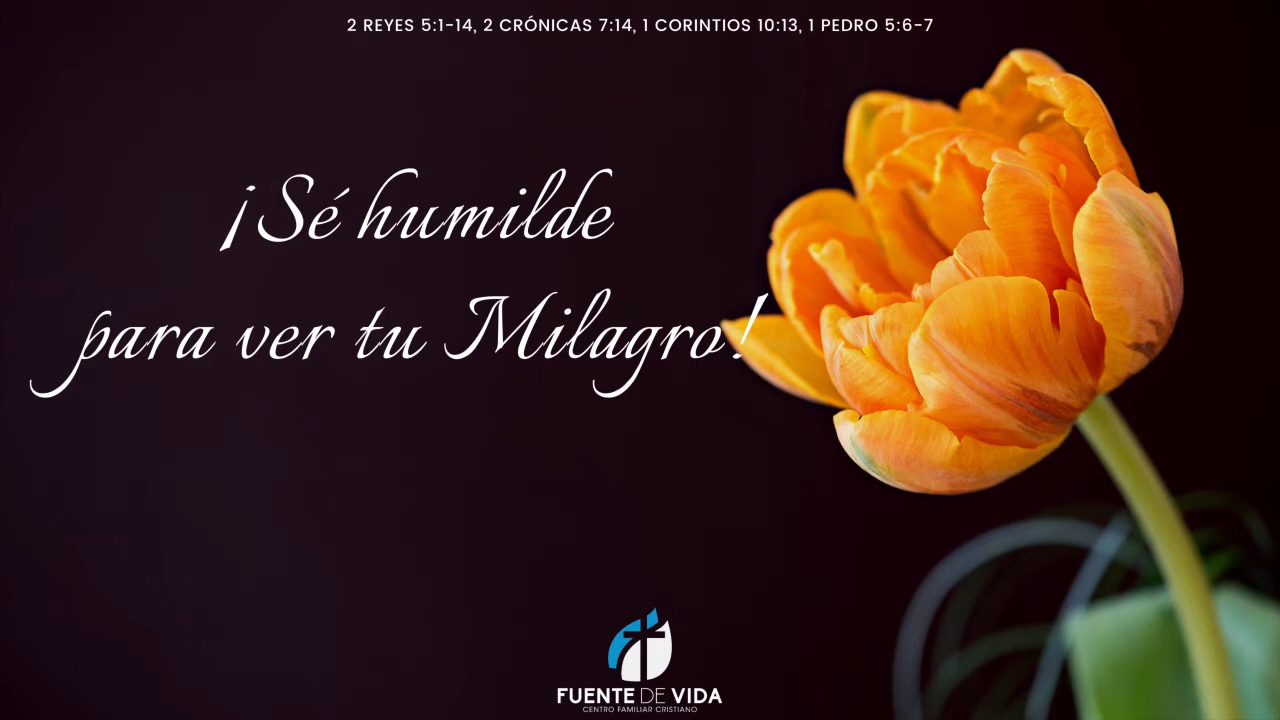 2 REYES 5:1-14, 2 CRÓNICAS 7:14, 1 CORINTIOS 10:13, 1 PEDRO 5:6-7
¡Sé humilde
para ver tu Milagro!
FUENTE DE VIDA
CENTRO FAMILIAR CRISTIANO